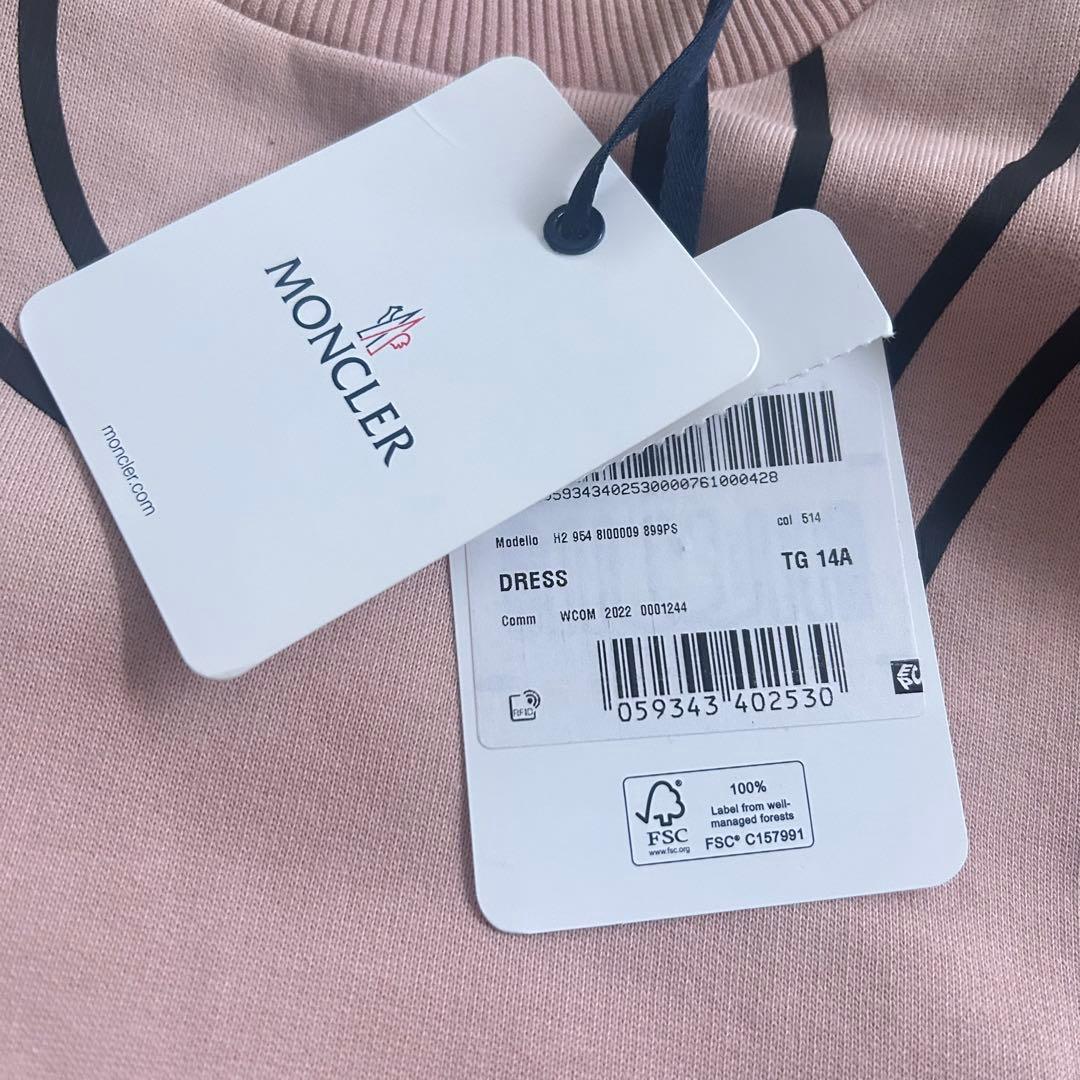 MONCLER
moncler.com
59343402530000761000428
Modello H2 954 8I00009 899PS
col 514
DRESS
TG 14A
Comm WCOM 2022 0001244
RFID
059343 402530
FSC
www.fsc.org
100%
Label from well-
managed forests
FSC® C157991